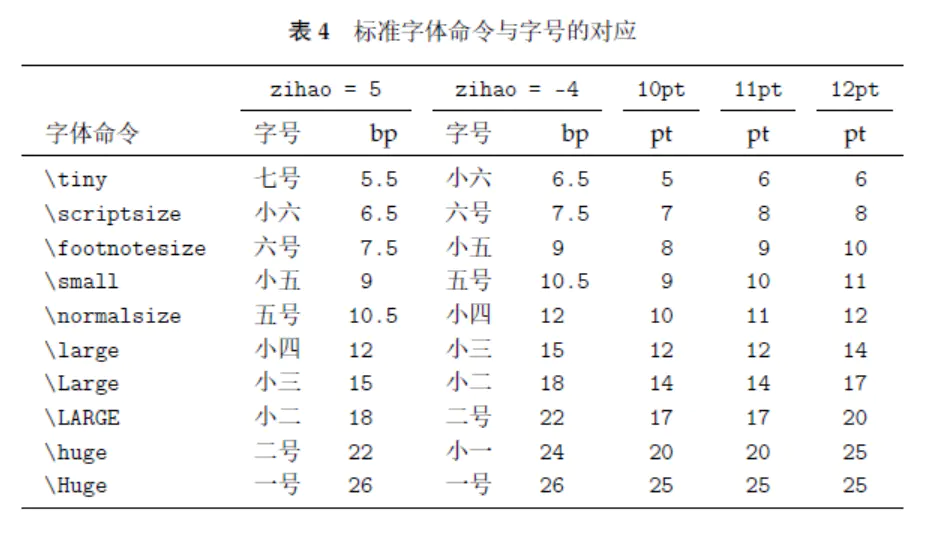 表 4 标准字体命令与字号的对应
zihao = 5 zihao = -4 10pt 11pt 12pt
字体命令 字号 bp 字号 bp pt pt pt
\tiny 七号 5.5 小六 6.5 5 6 6
\scriptsize 小六 6.5 六号 7.5 7 8 8
\footnotesize 六号 7.5 小五 9 8 9 10
\small 小五 9 五号 10.5 9 10 11
\normalsize 五号 10.5 小四 12 10 11 12
\large 小四 12 小三 15 12 12 14
\Large 小三 15 小二 18 14 14 17
\LARGE 小二 18 二号 22 17 17 20
\huge 二号 22 小一 24 20 20 25
\Huge 一号 26 一号 26 25 25 25